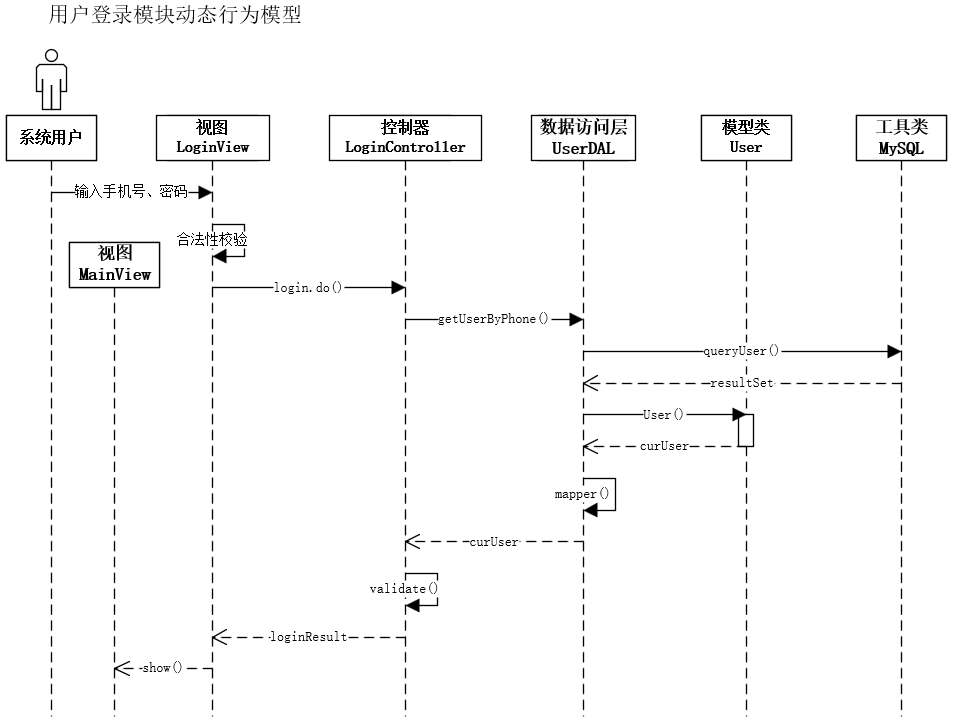 用户登录模块动态行为模型
系统用户
视图
LoginView
控制器
LoginController
数据访问层
UserDAL
模型类
User
工具类
MySQL
输入手机号、密码
合法性校验
视图
MainView
login.do()
getUserByPhone()
queryUser()
resultSet
User()
curUser
mapper()
curUser
validate()
loginResult
show()